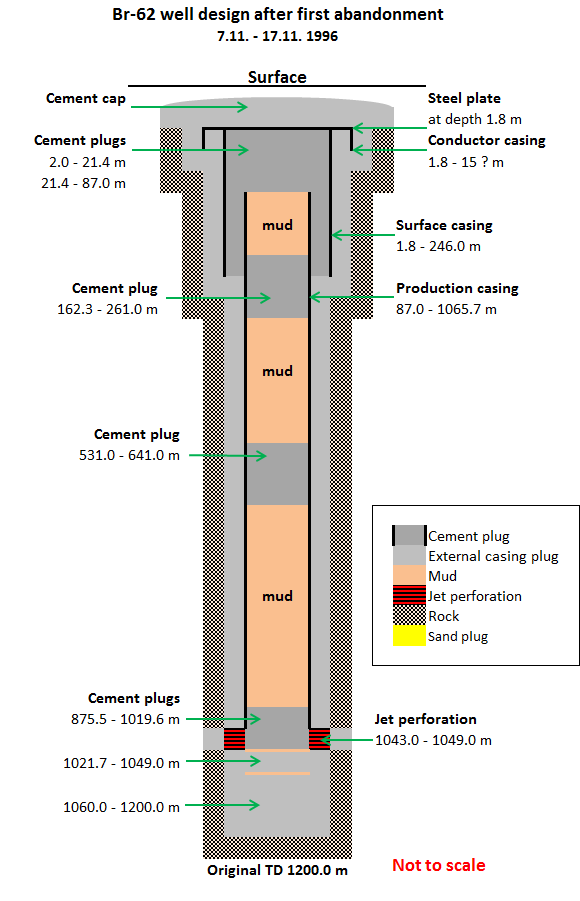 Br-62 well design after first abandonment
7.11. - 17.11. 1996
Surface
Cement cap
Steel plate
at depth 1.8 m
Cement plugs
2.0 - 21.4 m
21.4 - 87.0 m
Conductor casing
1.8 - 15 ? m
mud
Surface casing
1.8 - 246.0 m
Cement plug
162.3 - 261.0 m
Production casing
87.0 - 1065.7 m
mud
Cement plug
531.0 - 641.0 m
mud
Cement plug
External casing plug
Mud
Jet perforation
Rock
Sand plug
Cement plugs
875.5 - 1019.6 m
Jet perforation
1043.0 - 1049.0 m
1021.7 - 1049.0 m
1060.0 - 1200.0 m
Original TD 1200.0 m
Not to scale